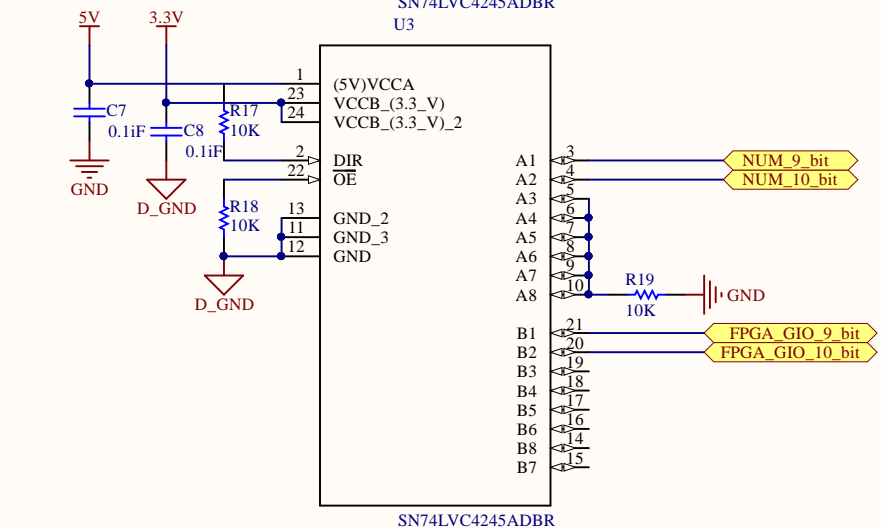 SN74LVC4245ADBR
U3
5V
3.3V
1
(5V)VCCA
23
VCCB_(3.3_V)
24
VCCB_(3.3_V)_2
C7
0.1iF
C8
0.1iF
R17
10K
2
DIR
22
OE
GND
D_GND
R18
10K
13
GND_2
11
GND_3
12
GND
D_GND
A1
3
NUM_9_bit
A2
4
NUM_10_bit
A3
5
A4
6
A5
7
A6
8
A7
9
A8
10
R19
10K
GND
B1
21
FPGA_GIO_9_bit
B2
20
FPGA_GIO_10_bit
B3
19
B4
18
B5
17
B6
16
B8
14
B7
15
SN74LVC4245ADBR